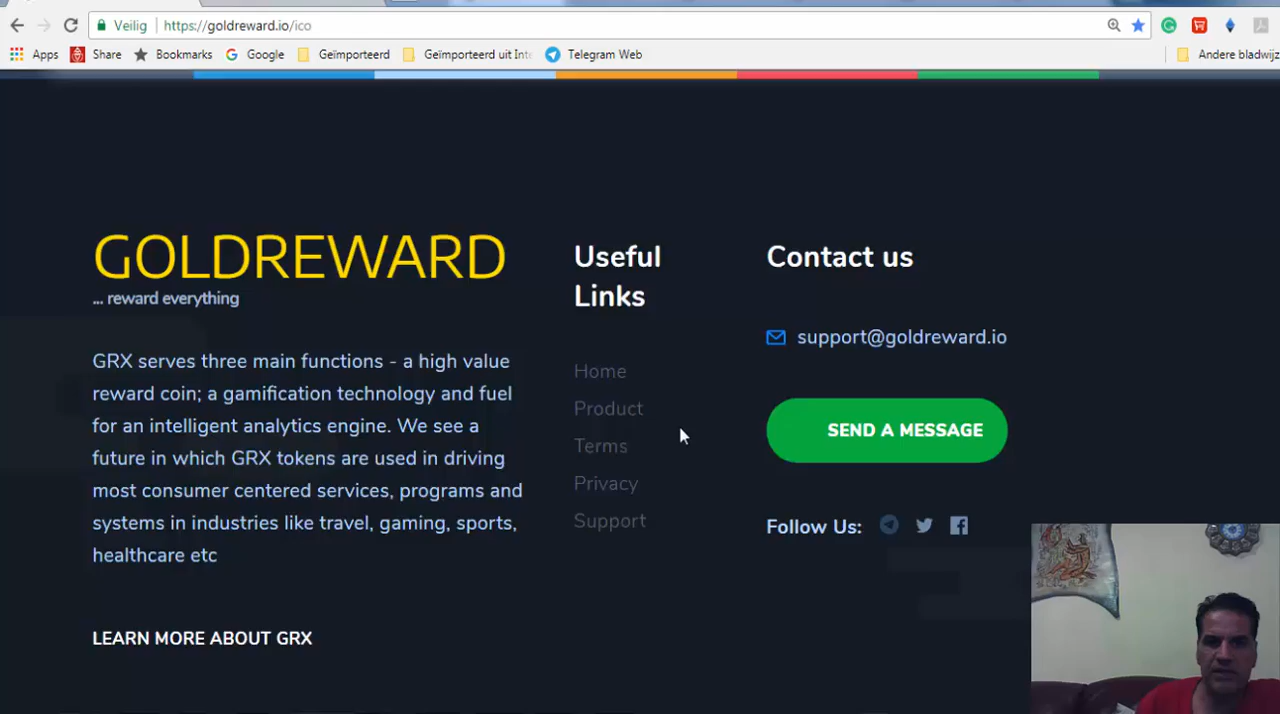 Veilig https://goldreward.io/ico
Apps Share Bookmarks Google Geïmporteerd Geïmporteerd uit Inte Telegram Web Andere bladwijz
GOLDREWARD
... reward everything
GRX serves three main functions - a high value
reward coin; a gamification technology and fuel
for an intelligent analytics engine. We see a
future in which GRX tokens are used in driving
most consumer centered services, programs and
systems in industries like travel, gaming, sports,
healthcare etc
LEARN MORE ABOUT GRX
Useful
Links
Home
Product
Terms
Privacy
Support
Contact us
support@goldreward.io
SEND A MESSAGE
Follow Us: